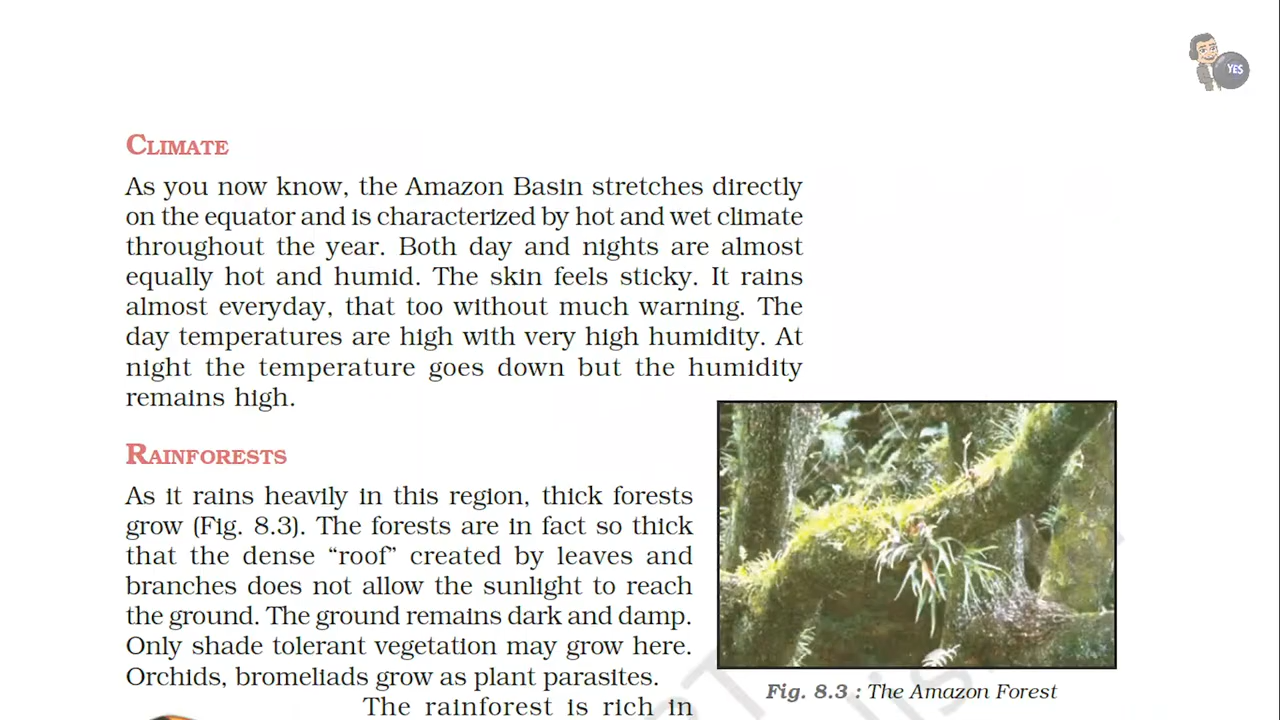 YES
CLIMATE
As you now know, the Amazon Basin stretches directly
on the equator and is characterized by hot and wet climate
throughout the year. Both day and nights are almost
equally hot and humid. The skin feels sticky. It rains
almost everyday, that too without much warning. The
day temperatures are high with very high humidity. At
night the temperature goes down but the humidity
remains high.
RAINFORESTS
As it rains heavily in this region, thick forests
grow (Fig. 8.3). The forests are in fact so thick
that the dense “roof” created by leaves and
branches does not allow the sunlight to reach
the ground. The ground remains dark and damp.
Only shade tolerant vegetation may grow here.
Orchids, bromeliads grow as plant parasites.
The rainforest is rich in
Fig. 8.3 : The Amazon Forest